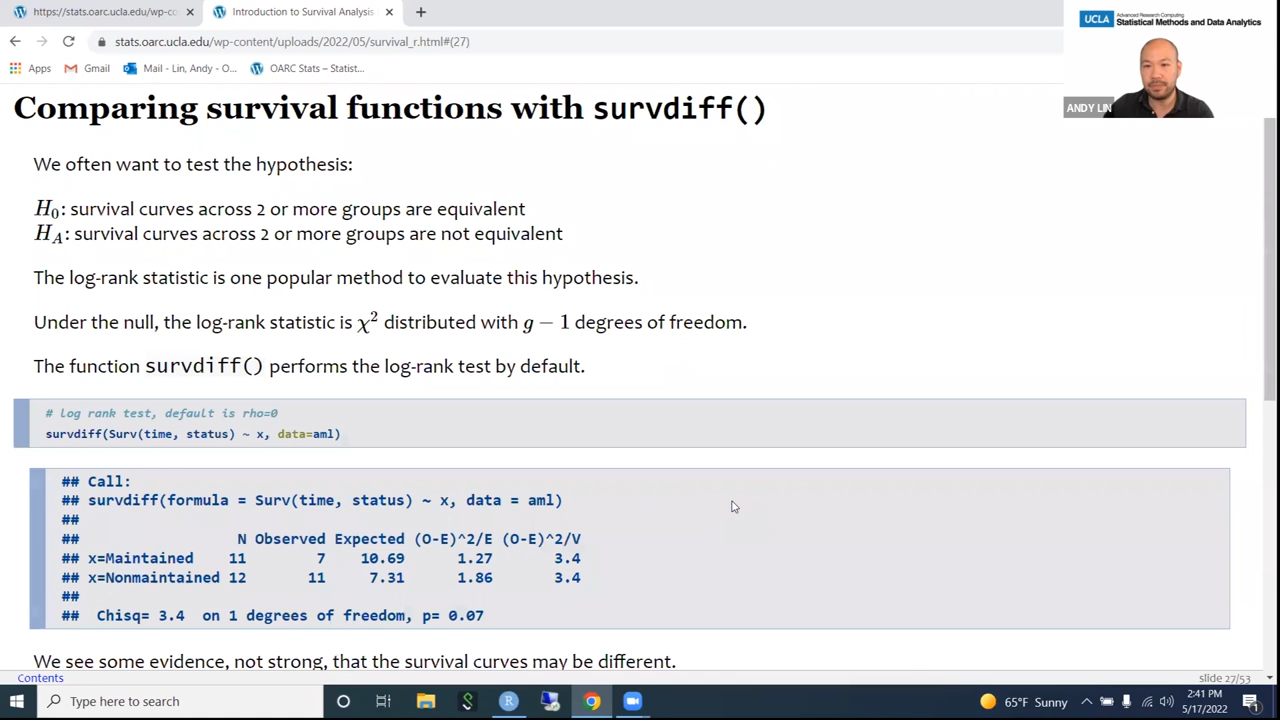 https://stats.oarc.ucla.edu/wp-co
Introduction to Survival Analysis
stats.oarc.ucla.edu/wp-content/uploads/2022/05/survival_r.html#(27)
Apps
Gmail
Mail - Lin, Andy - O...
OARC Stats – Statist...
UCLA
Advanced Research Computing
Statistical Methods and Data Analytics
ANDY LIN
Comparing survival functions with survdiff()
We often want to test the hypothesis:
H₀: survival curves across 2 or more groups are equivalent
H_A: survival curves across 2 or more groups are not equivalent
The log-rank statistic is one popular method to evaluate this hypothesis.
Under the null, the log-rank statistic is χ² distributed with g − 1 degrees of freedom.
The function survdiff() performs the log-rank test by default.
# log rank test, default is rho=0
survdiff(Surv(time, status) ~ x, data=aml)
## Call:
## survdiff(formula = Surv(time, status) ~ x, data = aml)
##
## N Observed Expected (O-E)^2/E (O-E)^2/V
## x=Maintained 11 7 10.69 1.27 3.4
## x=Nonmaintained 12 11 7.31 1.86 3.4
##
## Chisq= 3.4 on 1 degrees of freedom, p= 0.07
We see some evidence, not strong, that the survival curves may be different.
Contents
slide 27/53
Type here to search
65°F Sunny
2:41 PM
5/17/2022